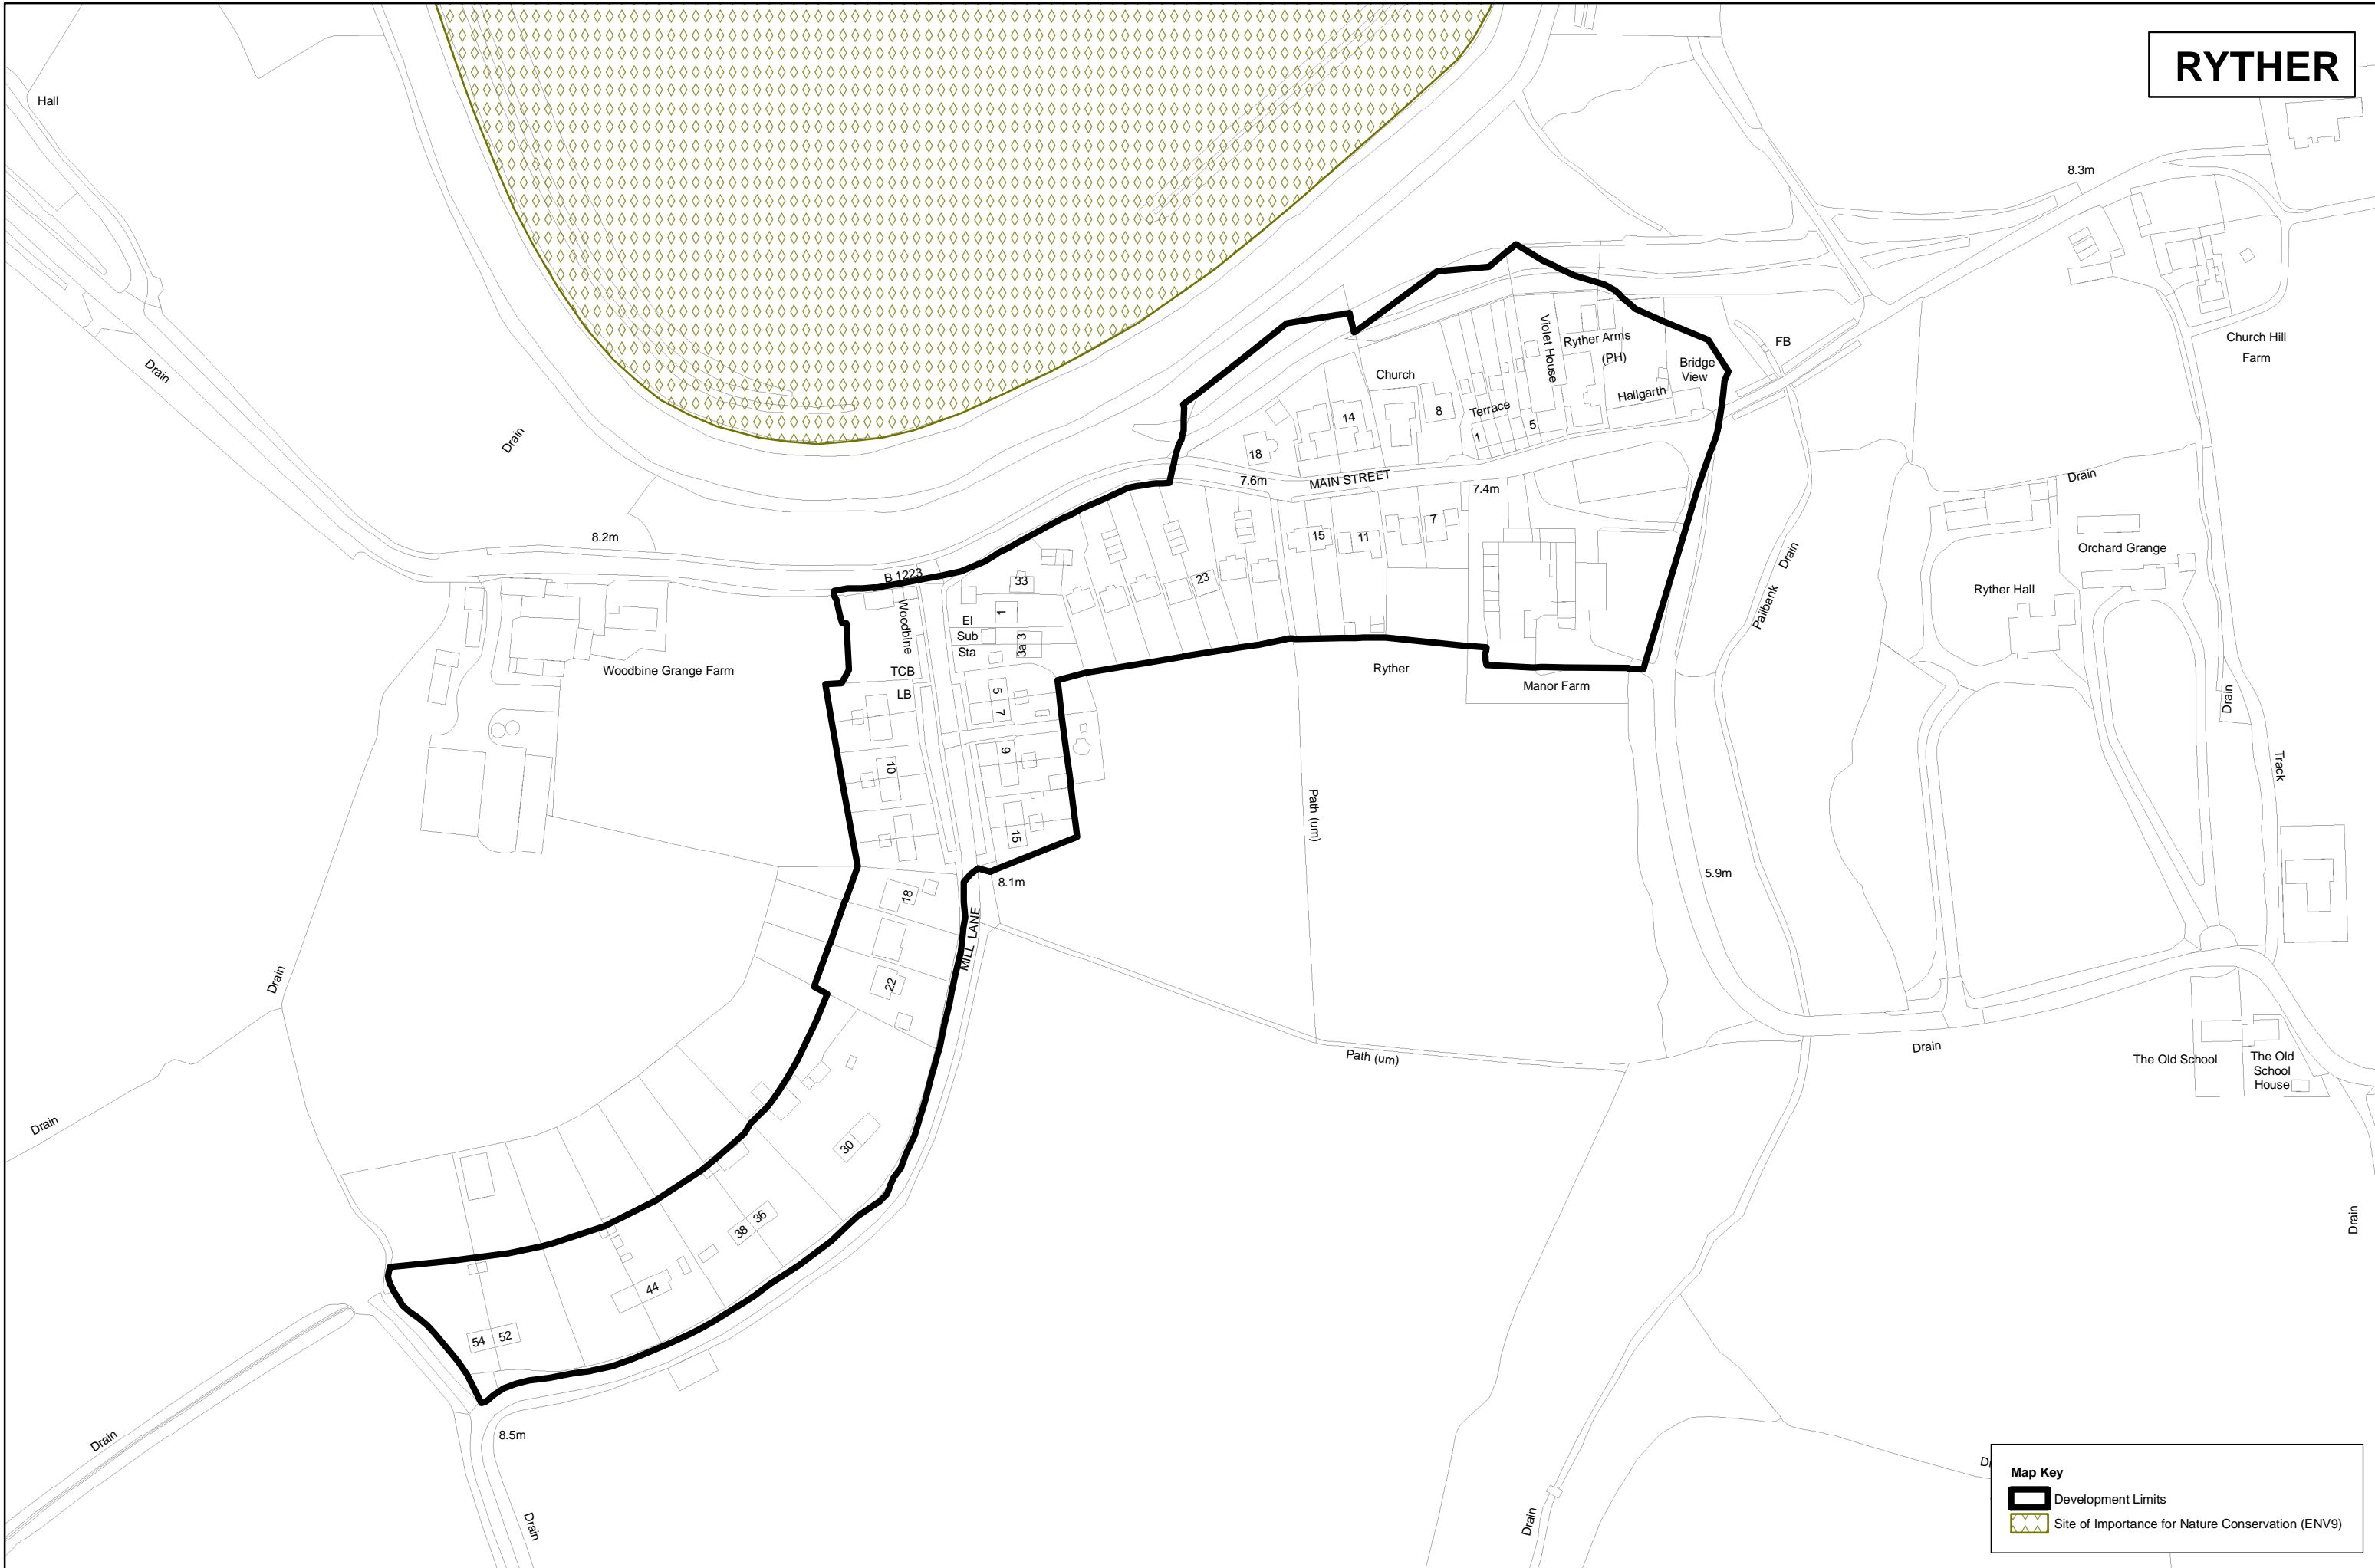 RYTHER
Hall
8.3m
Drain
Drain
Church Hill
Farm
Violet House
Ryther Arms
(PH)
FB
Bridge
View
Church
Hallgarth
Terrace
14
8
5
1
18
MAIN STREET
7.6m
7.4m
Drain
8.2m
15
11
7
Orchard Grange
Pailbank Drain
Ryther Hall
B 1223
33
23
Woodbine
1
El
Sub
Sta
3
3a
Woodbine Grange Farm
TCB
LB
Ryther
Manor Farm
5
7
Drain
9
10
Track
Path (um)
15
18
8.1m
5.9m
MILL LANE
22
Drain
Path (um)
Drain
The Old School
The Old
School
House
Drain
30
36
38
44
54
52
Drain
8.5m
Drain
Drain
Drain
Map Key
Development Limits
Site of Importance for Nature Conservation (ENV9)